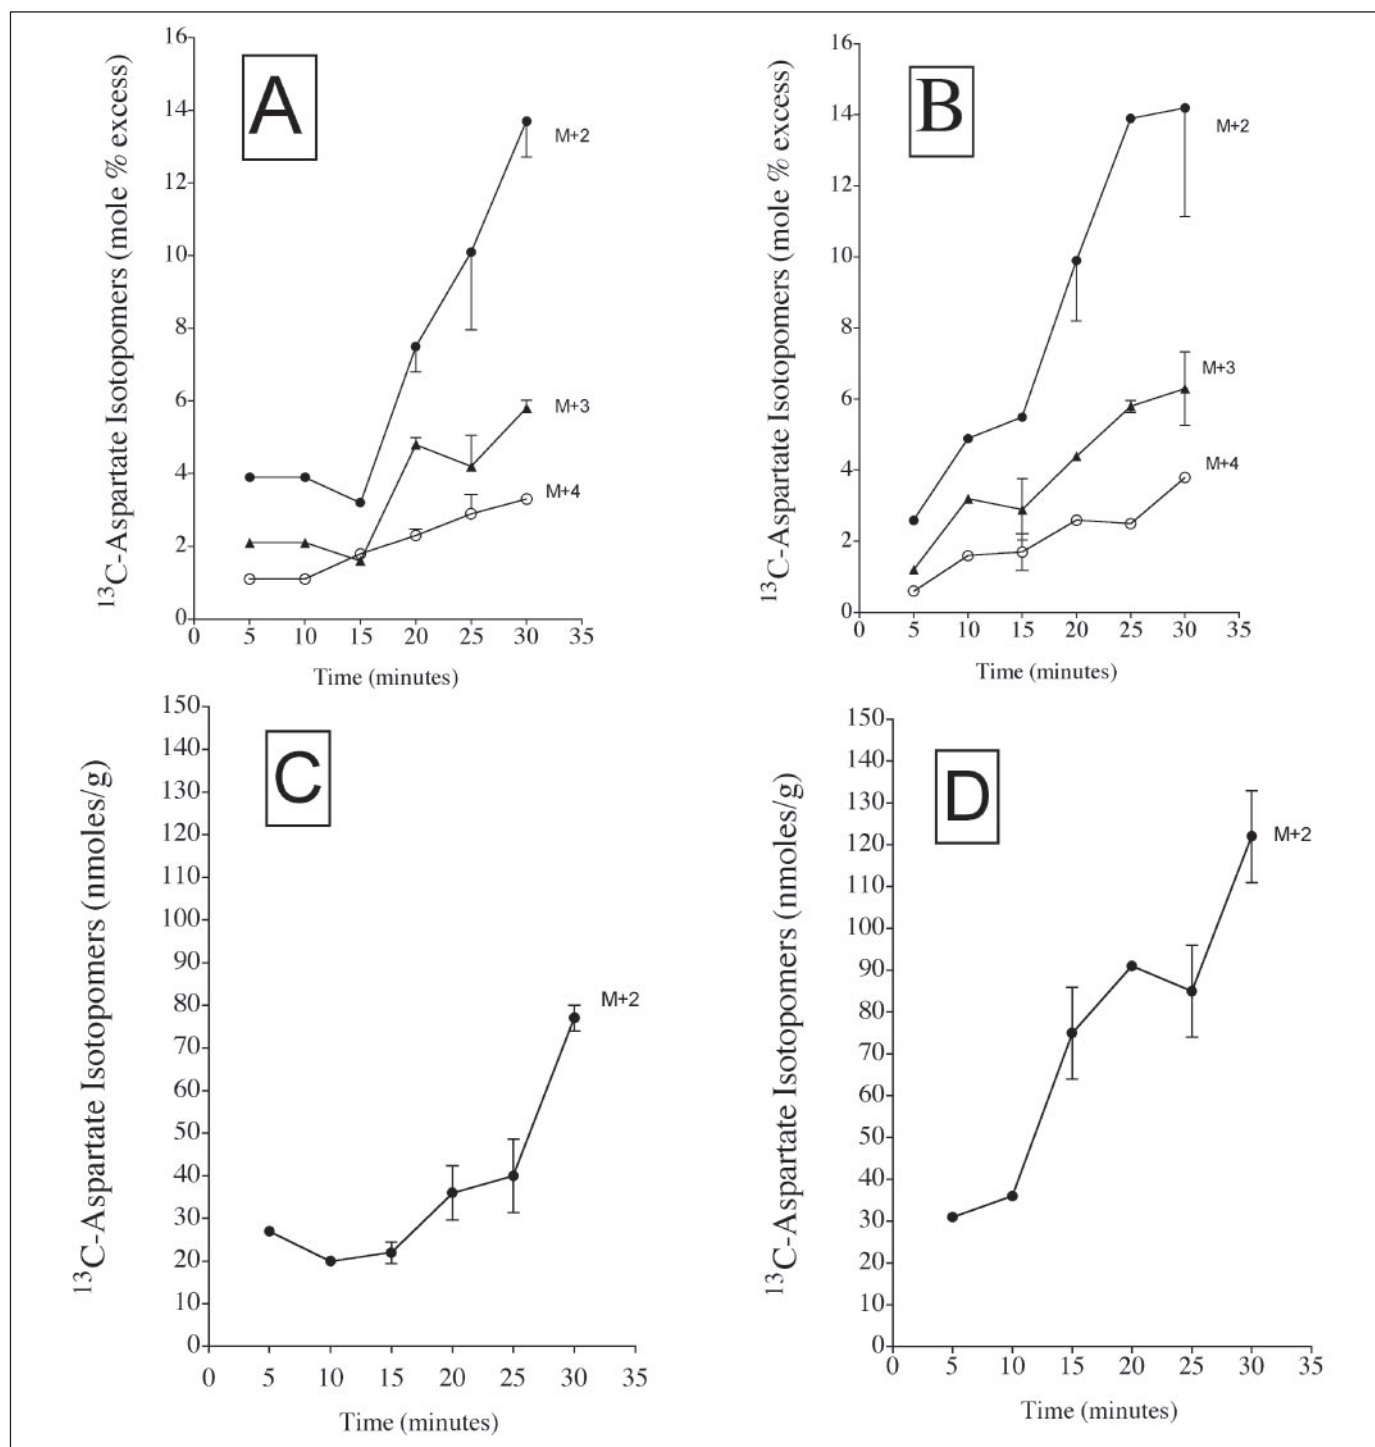 A
¹³C-Aspartate Isotopomers (mole % excess)
16
14
12
10
8
6
4
2
0
M+2
M+3
M+4
0 5 10 15 20 25 30 35
Time (minutes)
B
¹³C-Aspartate Isotopomers (mole % excess)
16
14
12
10
8
6
4
2
0
M+2
M+3
M+4
0 5 10 15 20 25 30 35
Time (minutes)
C
¹³C-Aspartate Isotopomers (nmoles/g)
150
140
130
120
110
100
90
80
70
60
50
40
30
20
10
0
M+2
0 5 10 15 20 25 30 35
Time (minutes)
D
¹³C-Aspartate Isotopomers (nmoles/g)
150
140
130
120
110
100
90
80
70
60
50
40
30
20
10
0
M+2
0 5 10 15 20 25 30 35
Time (minutes)